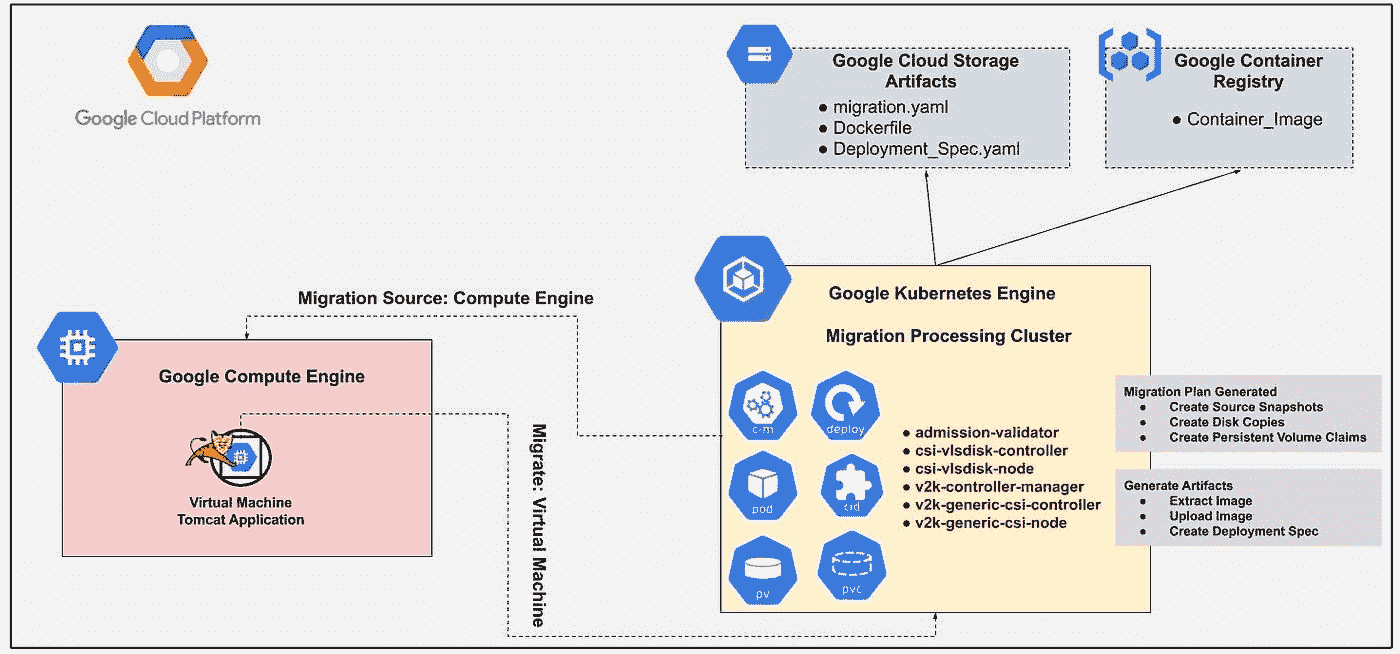 Google Cloud Platform
Google Cloud Storage
Artifacts
● migration.yaml
● Dockerfile
● Deployment_Spec.yaml
Google Container
Registry
● Container_Image
Migration Source: Compute Engine
Google Compute Engine
Virtual Machine
Tomcat Application
Migrate: Virtual Machine
Google Kubernetes Engine
Migration Processing Cluster
c-m
deploy
pod
crd
pv
pvc
● admission-validator
● csi-vlsdisk-controller
● csi-vlsdisk-node
● v2k-controller-manager
● v2k-generic-csi-controller
● v2k-generic-csi-node
Migration Plan Generated
● Create Source Snapshots
● Create Disk Copies
● Create Persistent Volume Claims
Generate Artifacts
● Extract Image
● Upload Image
● Create Deployment Spec